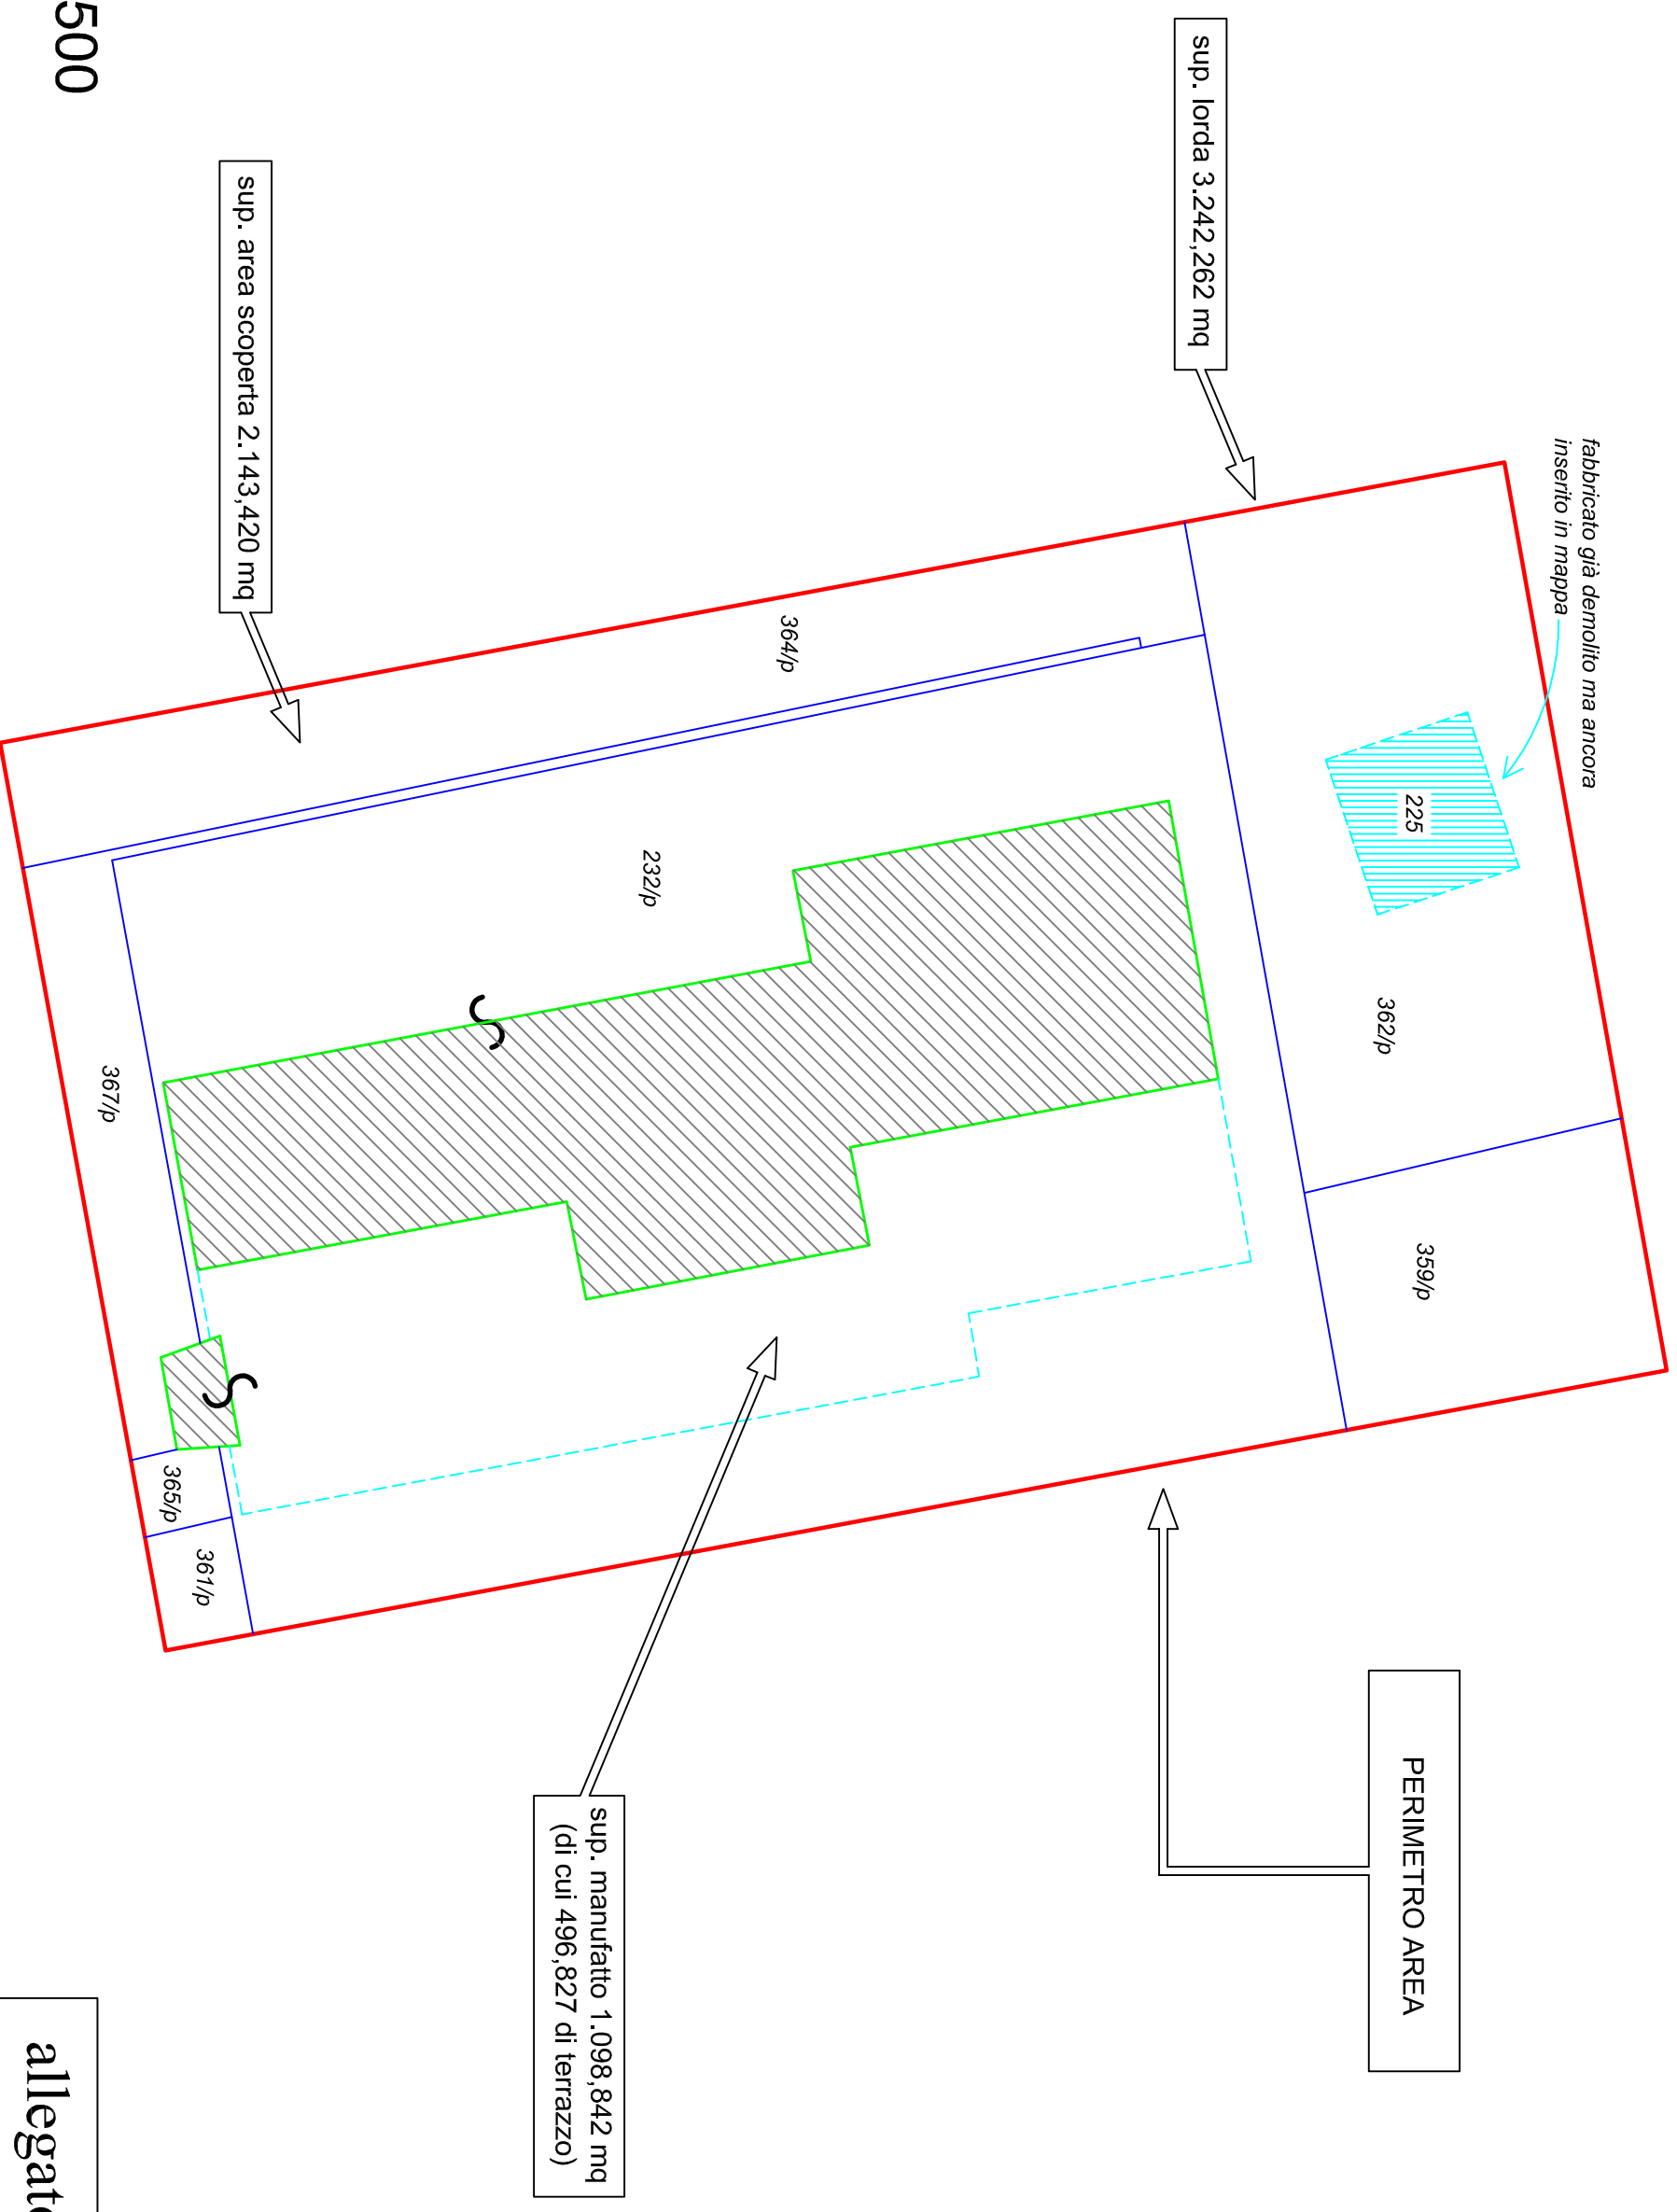 fabbricato già demolito ma ancora
inserito in mappa
225
362/p
359/p
sup. lorda 3.242,262 mq
PERIMETRO AREA
364/p
232/p
sup. manufatto 1.098,842 mq
(di cui 496,827 di terrazzo)
sup. area scoperta 2.143,420 mq
367/p
365/p
361/p
500
allegato